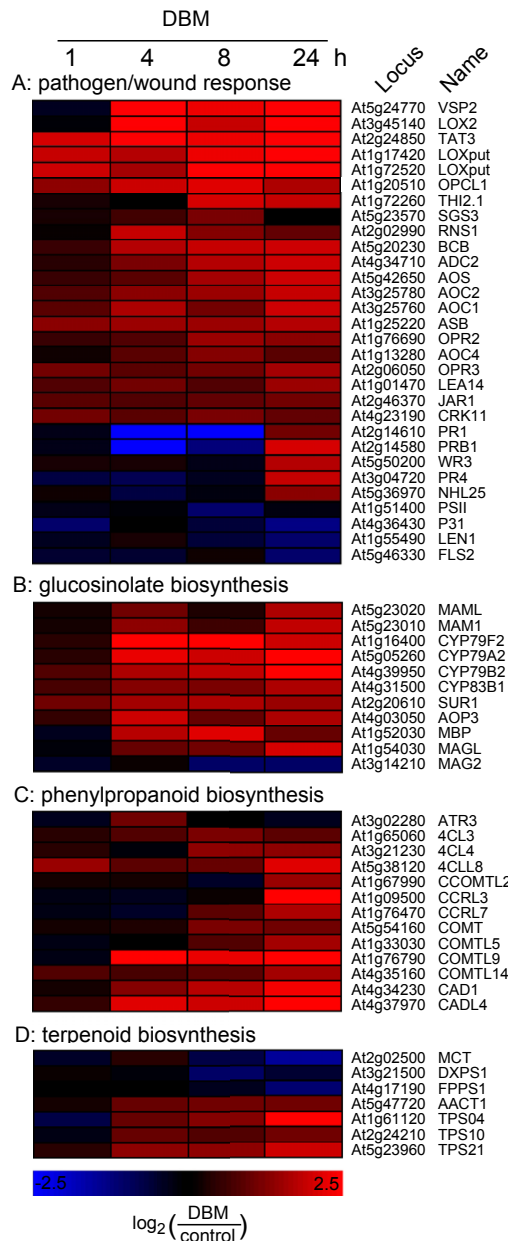 DBM
1 4 8 24 h
Locus Name
A: pathogen/wound response
At5g24770 VSP2
At3g45140 LOX2
At2g24850 TAT3
At1g17420 LOXput
At1g72520 LOXput
At1g20510 OPCL1
At1g72260 THI2.1
At5g23570 SGS3
At2g02990 RNS1
At5g20230 BCB
At4g34710 ADC2
At5g42650 AOS
At3g25780 AOC2
At3g25760 AOC1
At1g25220 ASB
At1g76690 OPR2
At1g13280 AOC4
At2g06050 OPR3
At1g01470 LEA14
At2g46370 JAR1
At4g23190 CRK11
At2g14610 PR1
At2g14580 PRB1
At5g50200 WR3
At3g04720 PR4
At5g36970 NHL25
At1g51400 PSII
At4g36430 P31
At1g55490 LEN1
At5g46330 FLS2
B: glucosinolate biosynthesis
At5g23020 MAML
At5g23010 MAM1
At1g16400 CYP79F2
At5g05260 CYP79A2
At4g39950 CYP79B2
At4g31500 CYP83B1
At2g20610 SUR1
At4g03050 AOP3
At1g52030 MBP
At1g54030 MAGL
At3g14210 MAG2
C: phenylpropanoid biosynthesis
At3g02280 ATR3
At1g65060 4CL3
At3g21230 4CL4
At5g38120 4CLL8
At1g67990 CCOMTL2
At1g09500 CCRL3
At1g76470 CCRL7
At5g54160 COMT
At1g33030 COMTL5
At1g76790 COMTL9
At4g35160 COMTL14
At4g34230 CAD1
At4g37970 CADL4
D: terpenoid biosynthesis
At2g02500 MCT
At3g21500 DXPS1
At4g17190 FPPS1
At5g47720 AACT1
At1g61120 TPS04
At2g24210 TPS10
At5g23960 TPS21
-2.5 2.5
log2(DBM/control)